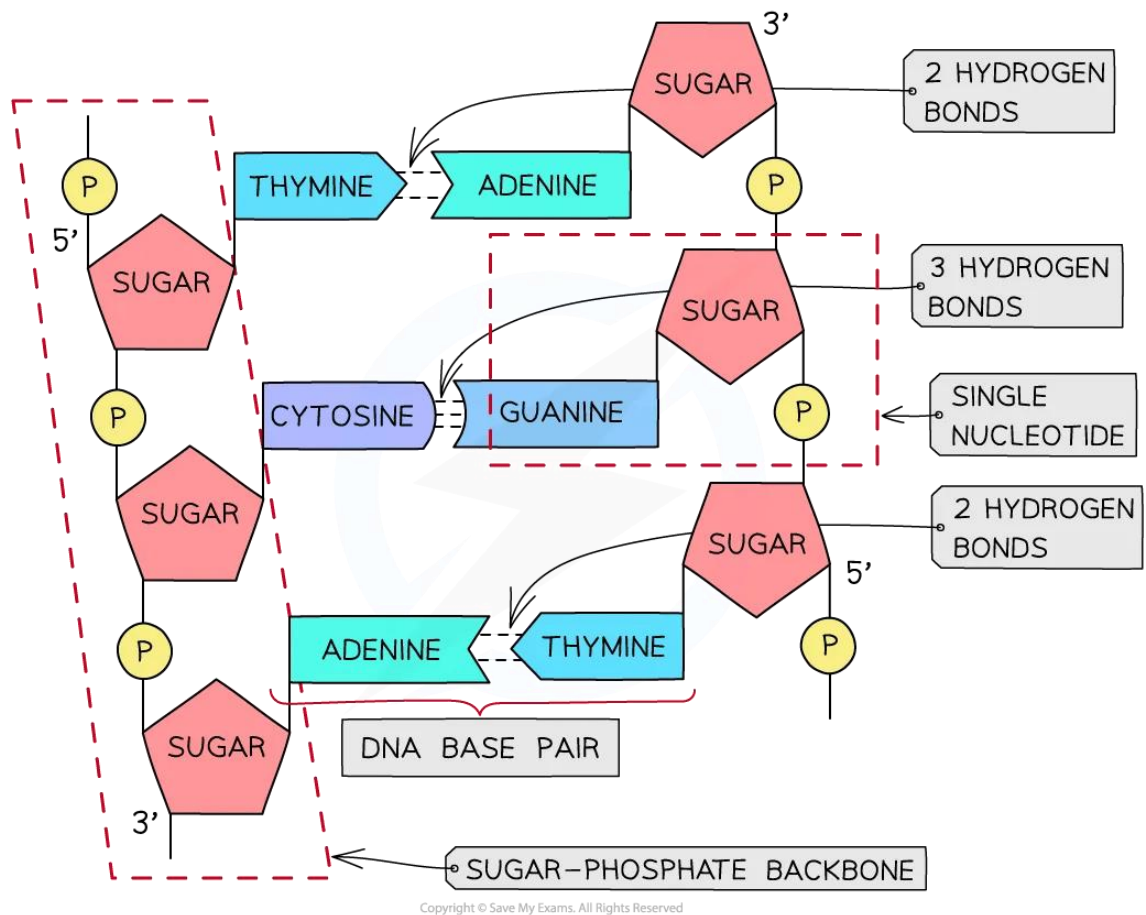 3’
SUGAR
2 HYDROGEN
BONDS
P
THYMINE
ADENINE
P
5’
SUGAR
SUGAR
3 HYDROGEN
BONDS
P
CYTOSINE
GUANINE
P
SINGLE
NUCLEOTIDE
SUGAR
SUGAR
2 HYDROGEN
BONDS
5’
P
ADENINE
THYMINE
P
SUGAR
DNA BASE PAIR
3’
SUGAR–PHOSPHATE BACKBONE
Copyright © Save My Exams. All Rights Reserved